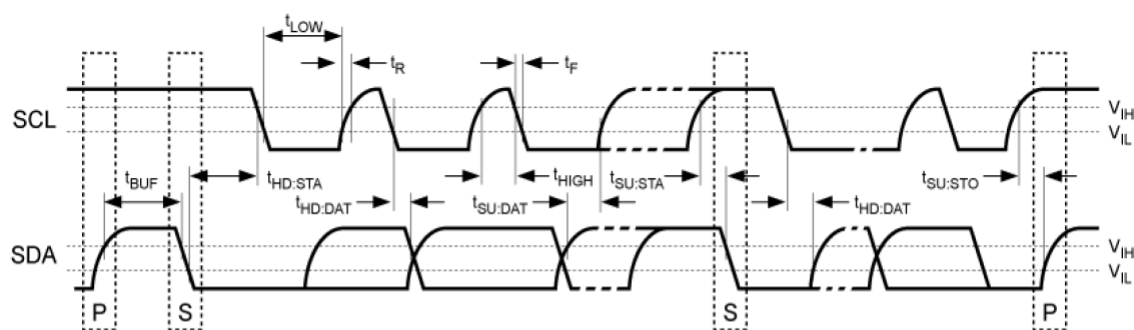 tLOW
tR
tF
SCL
VIH
VIL
tBUF
tHD:STA
tHIGH
tSU:STA
tSU:STO
tHD:DAT
tSU:DAT
tHD:DAT
SDA
VIH
VIL
P
S
S
P